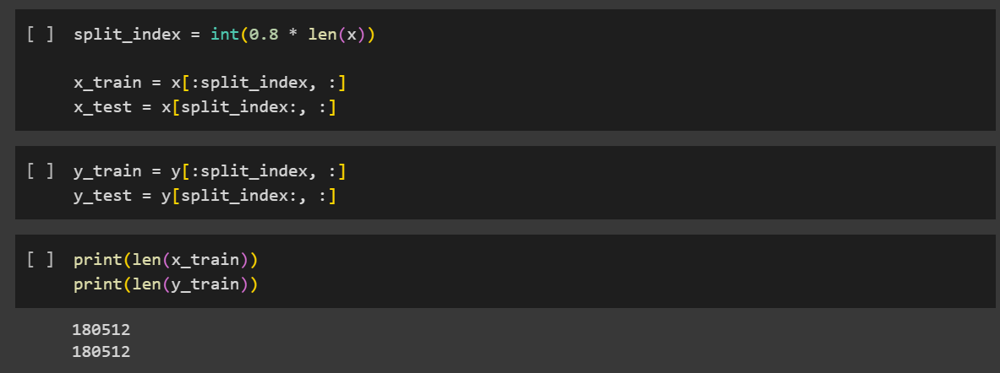 [ ] split_index = int(0.8 * len(x))
x_train = x[:split_index, :]
x_test = x[split_index:, :]
[ ] y_train = y[:split_index, :]
y_test = y[split_index:, :]
[ ] print(len(x_train))
print(len(y_train))
180512
180512